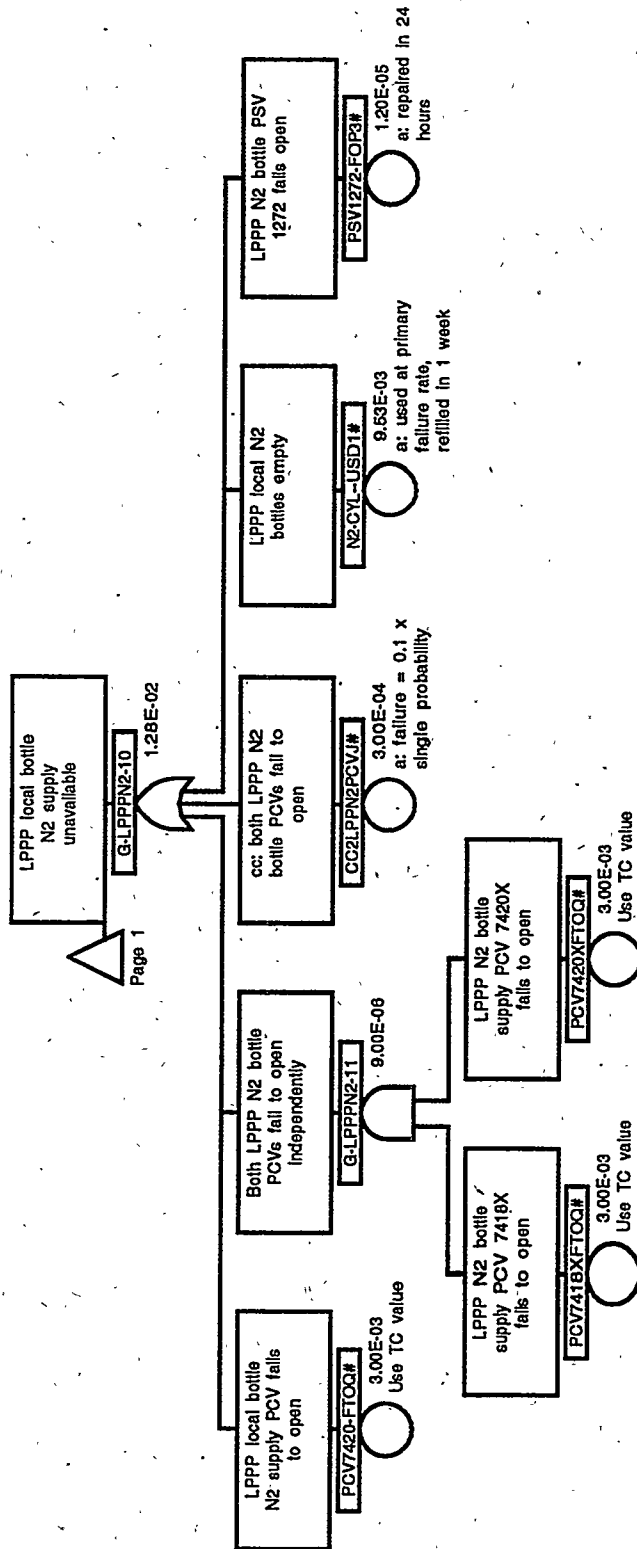 LPPP local bottle
N2 supply
unavailable
Page 1
G-LPPPN2-10
1.28E-02
LPPP local bottle
N2 supply PCV fails
to open
PCV7420-FTOQ#
3.00E-03
Use TC value
Both LPPP N2 bottle
PCVs fail to open
independently
G-LPPPN2-11
9.00E-06
cc: both LPPP N2
bottle PCVs fail to
open
CC2LPPN2PCVJ#
3.00E-04
a: failure = 0.1 x
single probability
LPPP local N2
bottles empty
N2-CYL--USD1#
9.53E-03
a: used at primary
failure rate,
refilled in 1 week
LPPP N2 bottle PSV
1272 fails open
PSV1272-FOP3#
1.20E-05
a: repaired in 24
hours
LPPP N2 bottle
supply PCV 7418X
fails to open
PCV7418XFTOQ#
3.00E-03
Use TC value
LPPP N2 bottle
supply PCV 7420X
fails to open
PCV7420XFTOQ#
3.00E-03
Use TC value